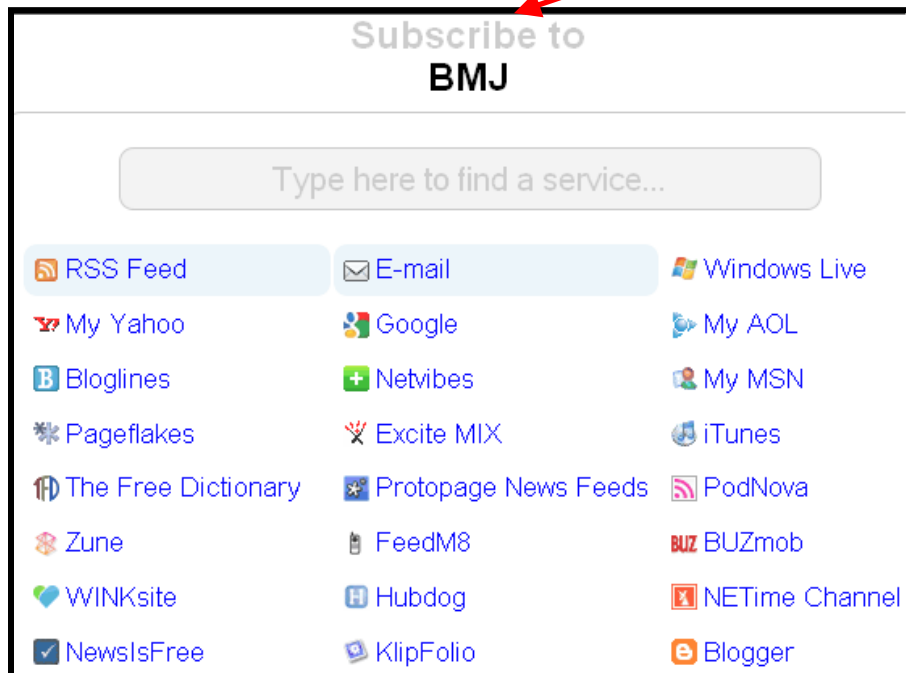 Subscribe to
BMJ
Type here to find a service...
RSS Feed E-mail Windows Live
My Yahoo Google My AOL
Bloglines Netvibes My MSN
Pageflakes Excite MIX iTunes
The Free Dictionary Protopage News Feeds PodNova
Zune FeedM8 BUZ BUZmob
WINKsite Hubdog NETime Channel
NewsIsFree KlipFolio Blogger